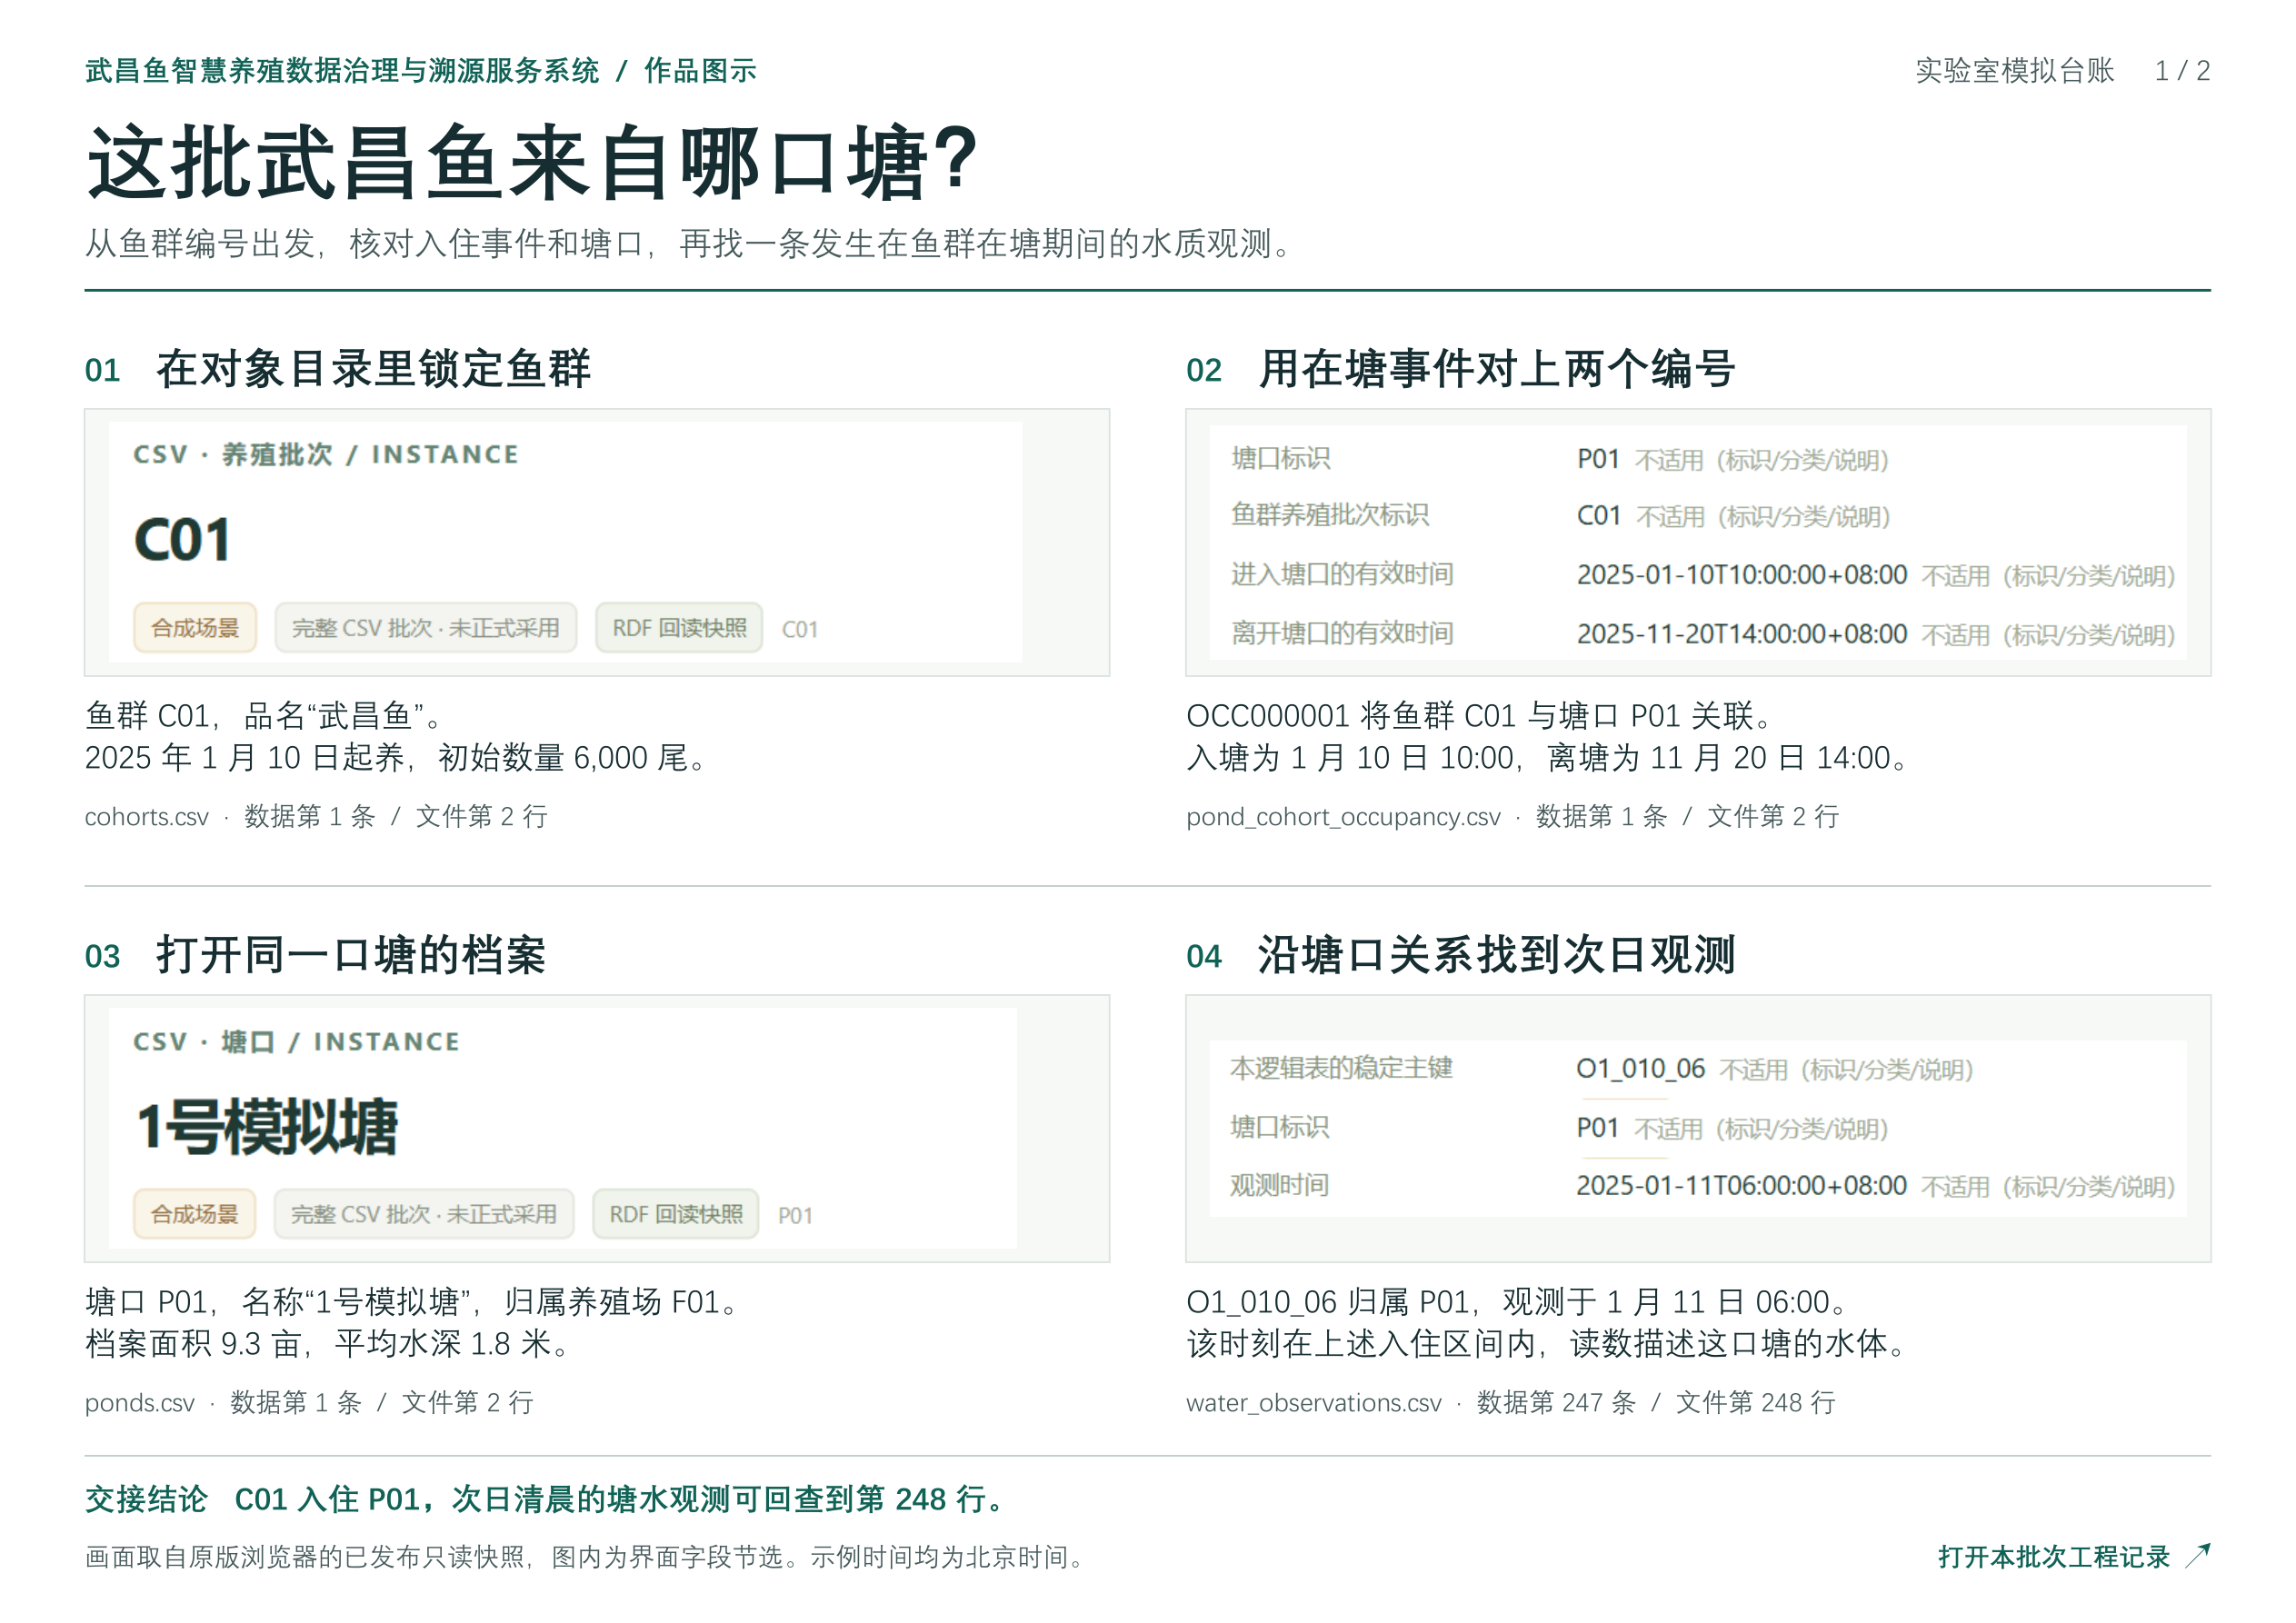 武昌鱼智慧养殖数据治理与溯源服务系统 / 作品图示
实验室模拟台账 1 / 2
这批武昌鱼来自哪口塘?
从鱼群编号出发，核对入住事件和塘口，再找一条发生在鱼群在塘期间的水质观测。
01 在对象目录里锁定鱼群
CSV · 养殖批次 / INSTANCE
C01
合成场景 完整 CSV 批次 · 未正式采用 RDF 回读快照 C01
鱼群 C01，品名“武昌鱼”。
2025 年 1 月 10 日起养，初始数量 6,000 尾。
cohorts.csv · 数据第 1 条 / 文件第 2 行
02 用在塘事件对上两个编号
塘口标识 P01 不适用（标识/分类/说明）
鱼群养殖批次标识 C01 不适用（标识/分类/说明）
进入塘口的有效时间 2025-01-10T10:00:00+08:00 不适用（标识/分类/说明）
离开塘口的有效时间 2025-11-20T14:00:00+08:00 不适用（标识/分类/说明）
OCC000001 将鱼群 C01 与塘口 P01 关联。
入塘为 1 月 10 日 10:00，离塘为 11 月 20 日 14:00。
pond_cohort_occupancy.csv · 数据第 1 条 / 文件第 2 行
03 打开同一口塘的档案
CSV · 塘口 / INSTANCE
1号模拟塘
合成场景 完整 CSV 批次 · 未正式采用 RDF 回读快照 P01
塘口 P01，名称“1号模拟塘”，归属养殖场 F01。
档案面积 9.3 亩，平均水深 1.8 米。
ponds.csv · 数据第 1 条 / 文件第 2 行
04 沿塘口关系找到次日观测
本逻辑表的稳定主键 O1_010_06 不适用（标识/分类/说明）
塘口标识 P01 不适用（标识/分类/说明）
观测时间 2025-01-11T06:00:00+08:00 不适用（标识/分类/说明）
O1_010_06 归属 P01，观测于 1 月 11 日 06:00。
该时刻在上述入住区间内，读数描述这口塘的水体。
water_observations.csv · 数据第 247 条 / 文件第 248 行
交接结论 C01 入住 P01，次日清晨的塘水观测可回查到第 248 行。
画面取自原版浏览器的已发布只读快照，图内为界面字段节选。示例时间均为北京时间。
打开本批次工程记录 ↗